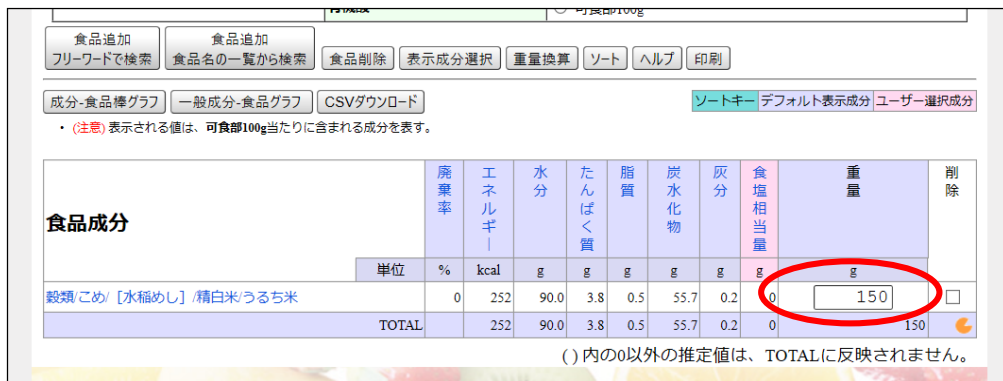 可食部100g
食品追加 フリーワードで検索 食品追加 食品名の一覧から検索 食品削除 表示成分選択 重量換算 ソート ヘルプ 印刷
成分-食品棒グラフ 一般成分-食品グラフ CSVダウンロード ソートキー デフォルト表示成分 ユーザー選択成分
・ (注意) 表示される値は、可食部100g当たりに含まれる成分を表す。
食品成分 廃棄率 エネルギー 水分 たんぱく質 脂質 炭水化物 灰分 食塩相当量 重量 削除
単位 % kcal g g g g g g g
穀類/こめ/［水稲めし］/精白米/うるち米 0 252 90.0 3.8 0.5 55.7 0.2 0 150
TOTAL 252 90.0 3.8 0.5 55.7 0.2 0 150
( ) 内の0以外の推定値は、TOTALに反映されません。